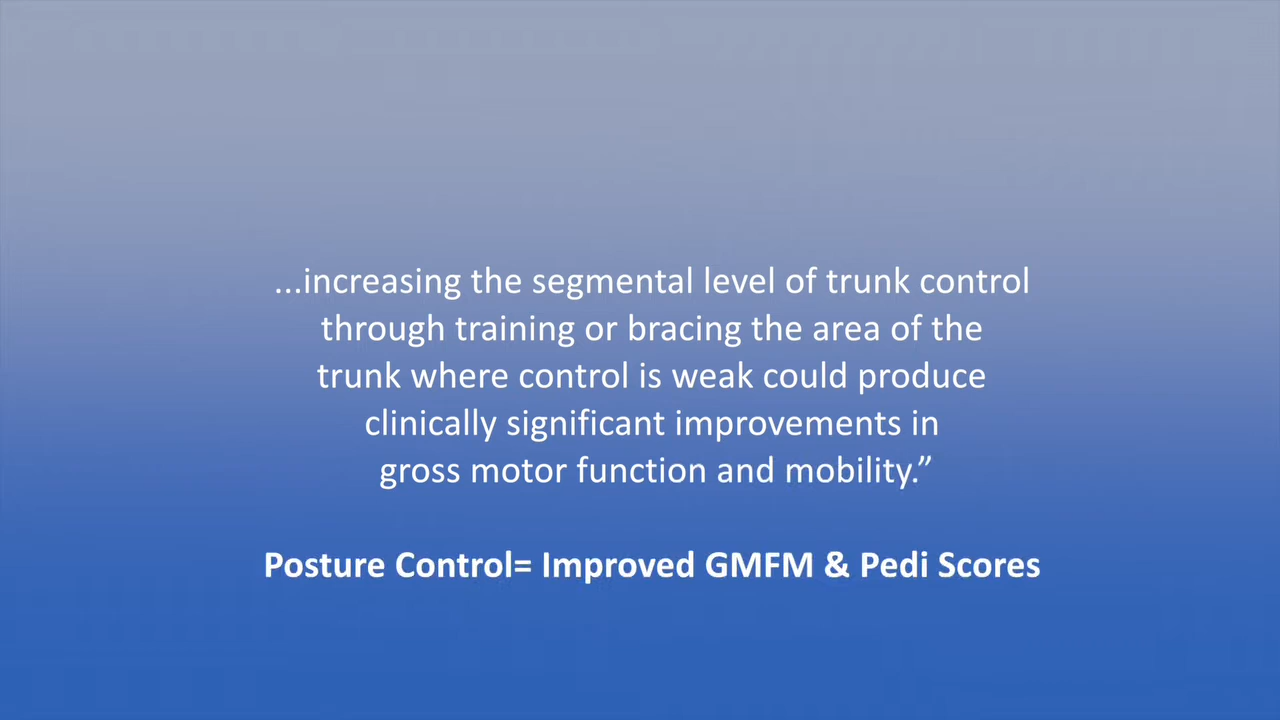 ...increasing the segmental level of trunk control
through training or bracing the area of the
trunk where control is weak could produce
clinically significant improvements in
gross motor function and mobility.”
Posture Control= Improved GMFM & Pedi Scores